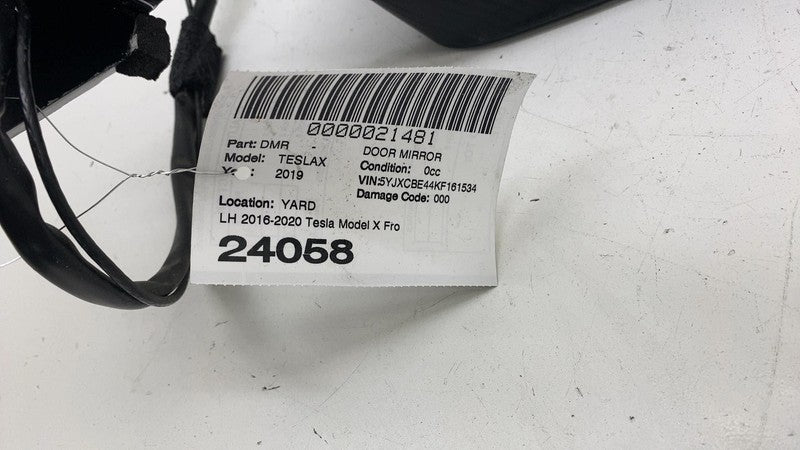 0000021481
Part: DMR - DOOR MIRROR
Model: TESLAX Condition: 0cc
2019 VIN:5YJXCBE44KF161534
Damage Code: 000
Location: YARD
LH 2016-2020 Tesla Model X Fro
24058